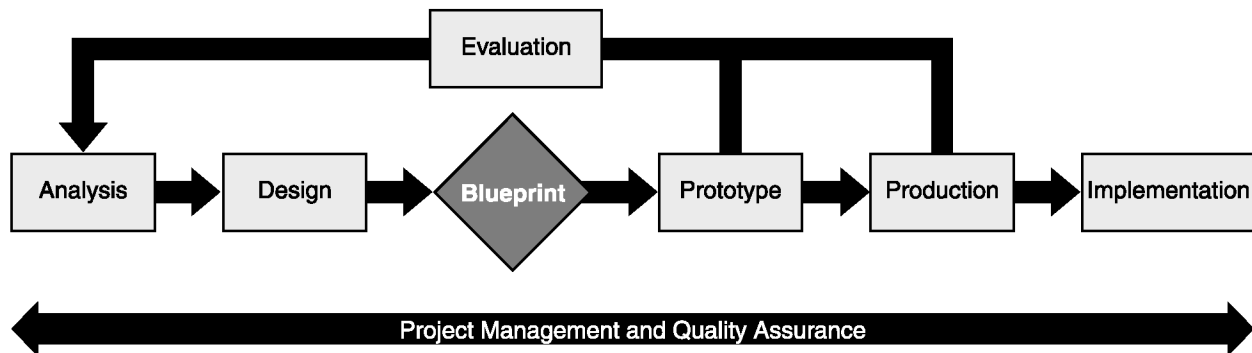 Evaluation
Analysis
Design
Blueprint
Prototype
Production
Implementation
Project Management and Quality Assurance